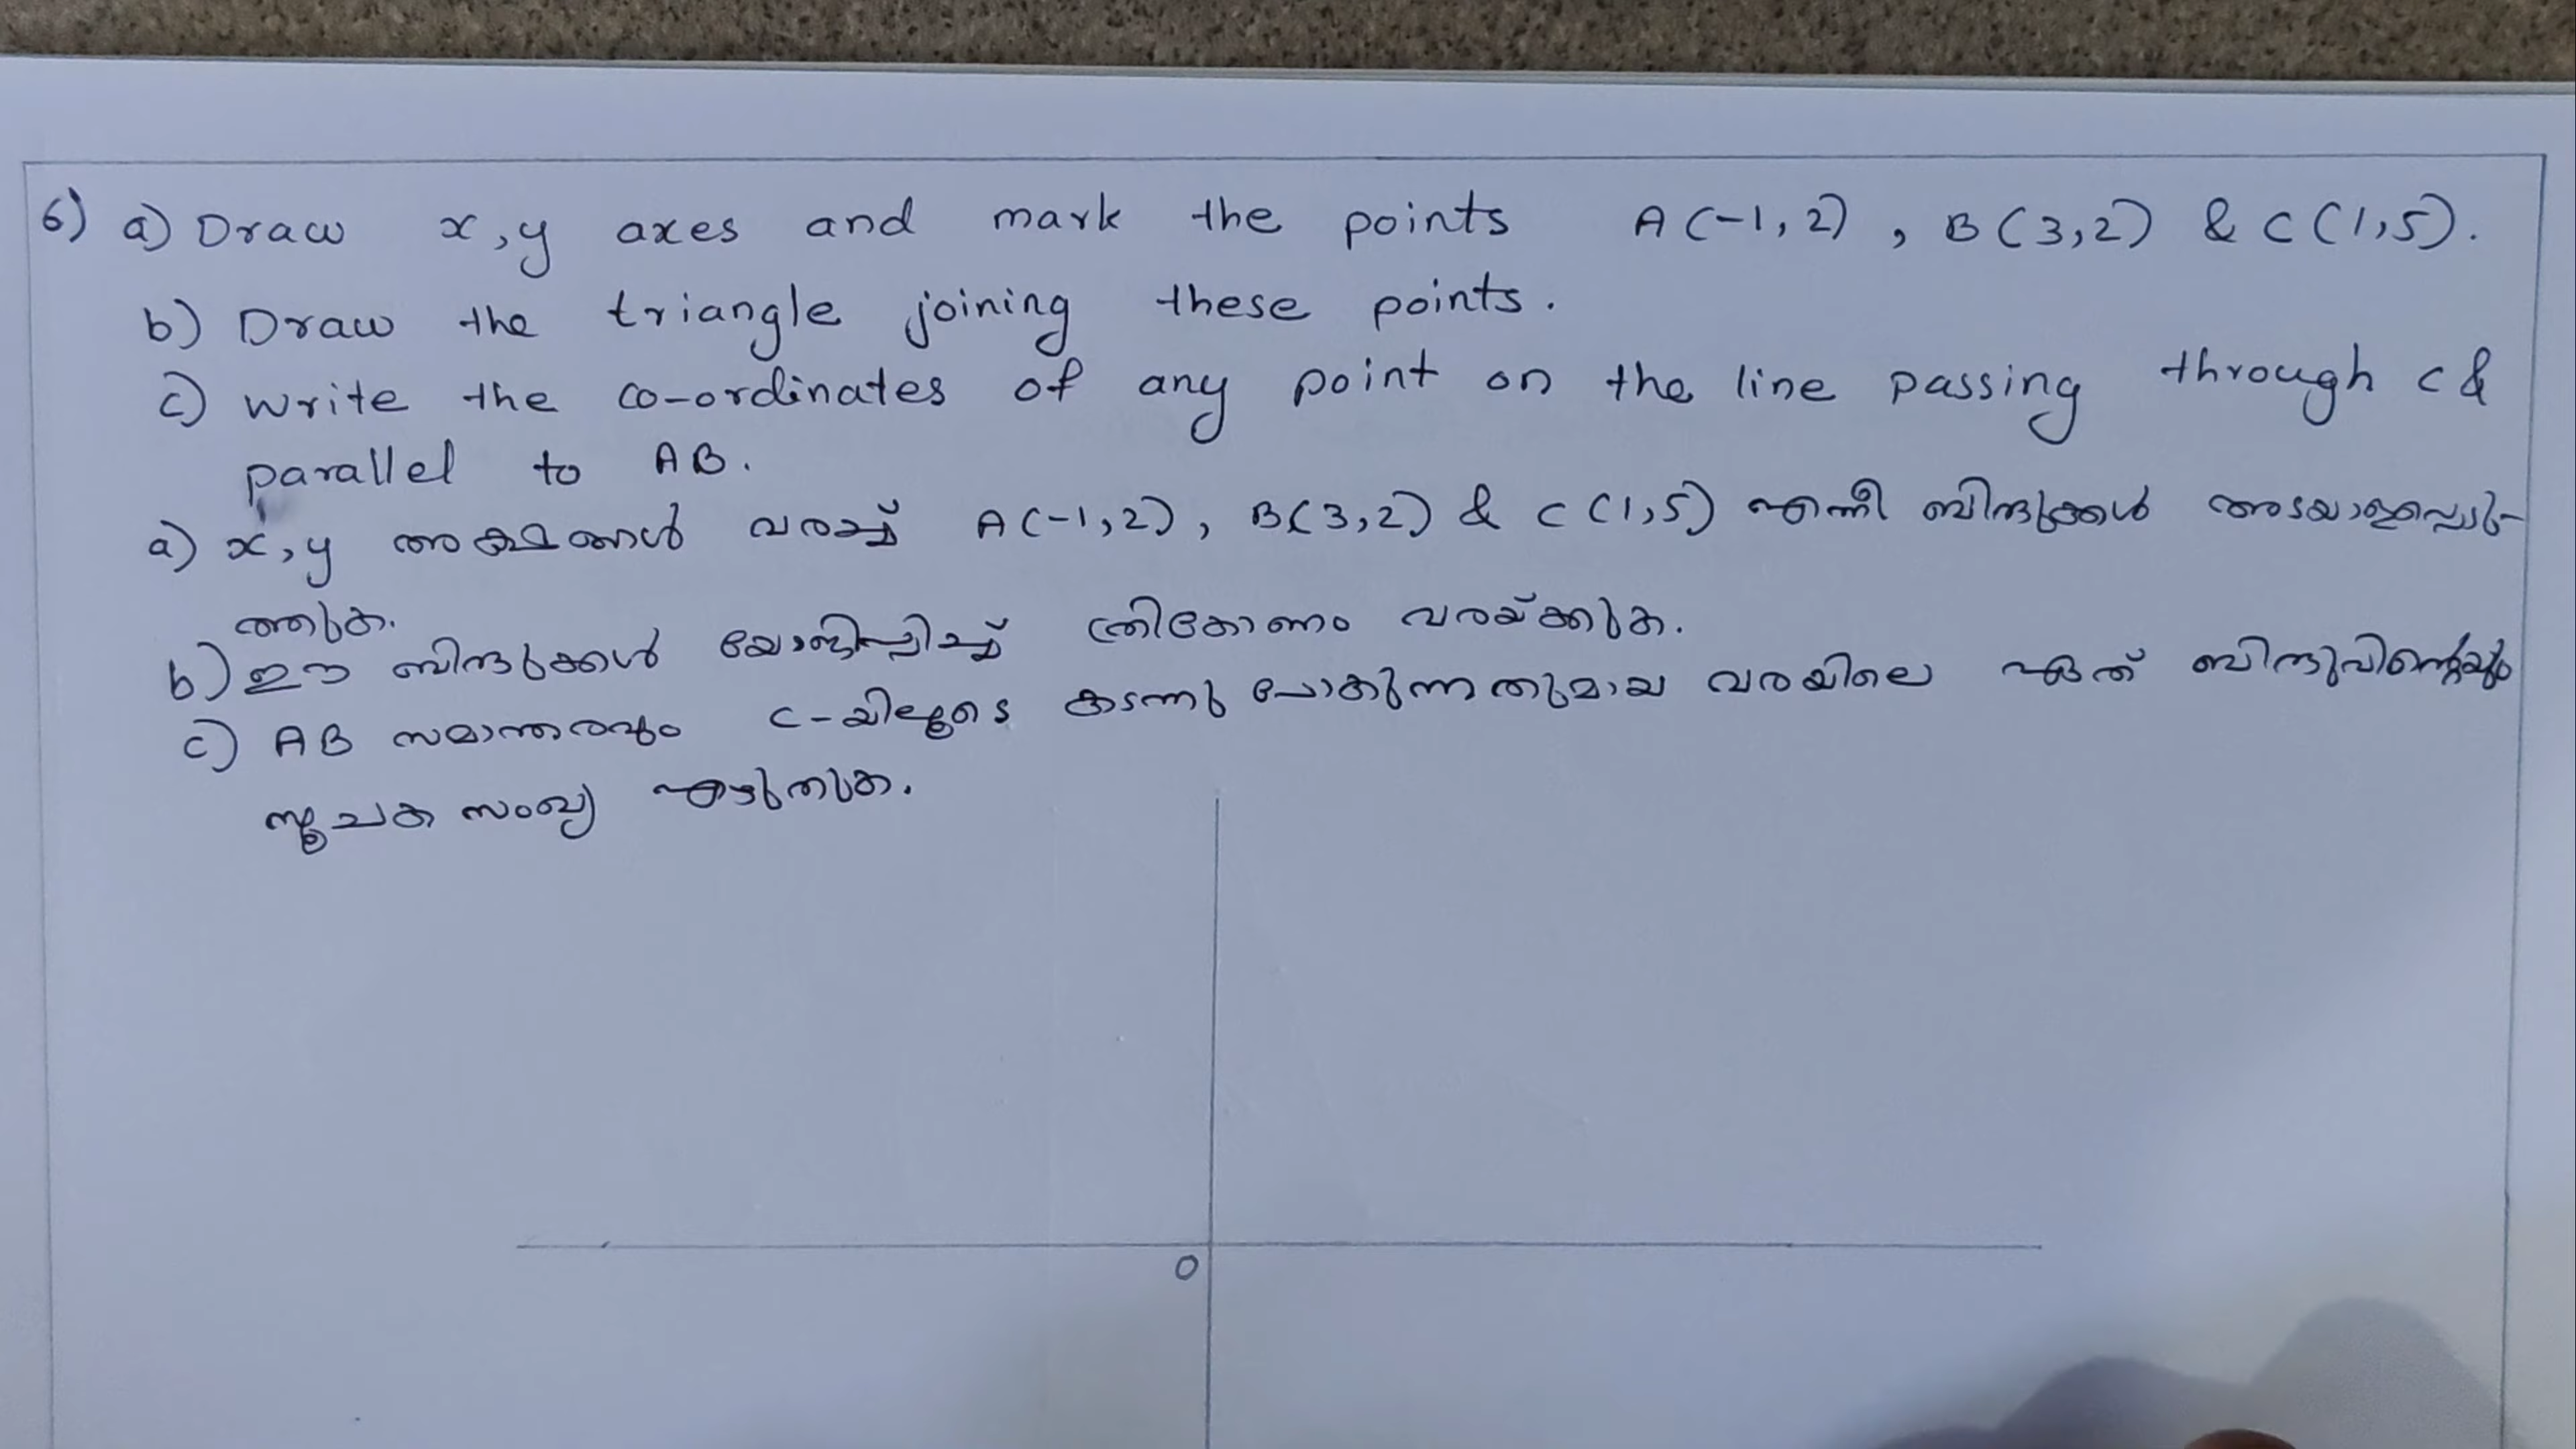 6) a) Draw x, y axes and mark the points A(-1, 2), B(3,2) & C(1,5).
b) Draw the triangle joining these points.
c) Write the co-ordinates of any point on the line passing through C &
parallel to AB.
a) x, y അക്ഷങ്ങൾ വരച്ച് A(-1,2), B(3,2) & C(1,5) എന്നീ ബിന്ദുക്കൾ അടയാളപ്പെടു-
ത്തുക.
b) ഈ ബിന്ദുക്കൾ യോജിപ്പിച്ച് ത്രികോണം വരയ്ക്കുക.
c) AB സമാന്തരവും C-യിലൂടെ കടന്നു പോകുന്നതുമായ വരയിലെ ഏത് ബിന്ദുവിന്റെയും
സൂചക സംഖ്യ എഴുതുക.
O